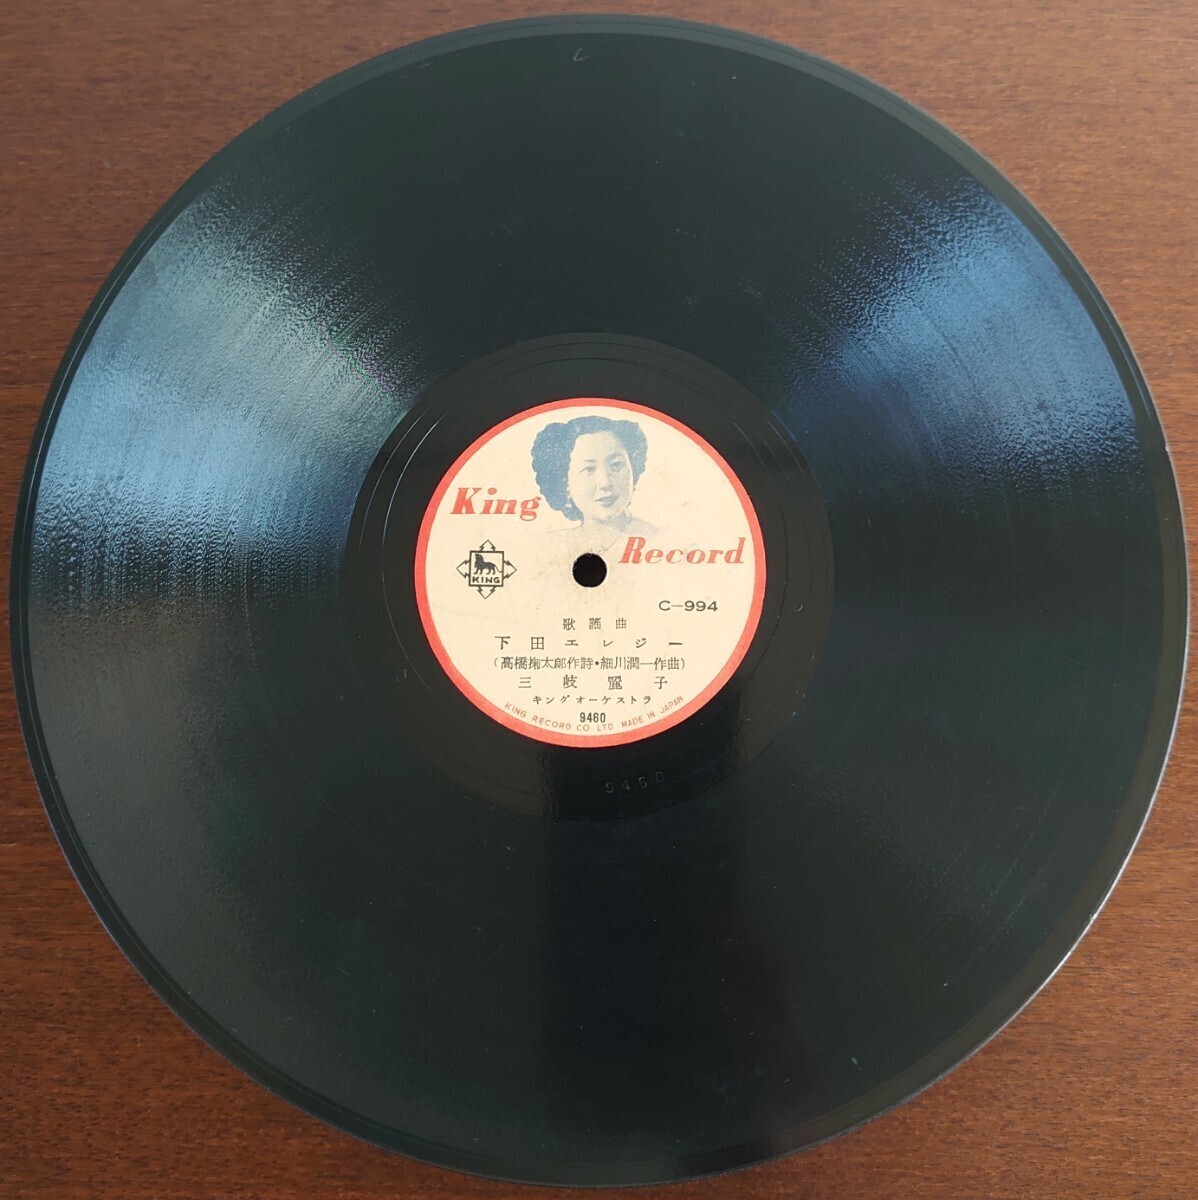 King
Record
KING
C-994
歌謡曲
下田エレジー
(髙橋掬太郎作詩・細川潤一作曲)
三岐麗子
キングオーケストラ
9460
KING RECORD CO LTD. MADE IN JAPAN
9460